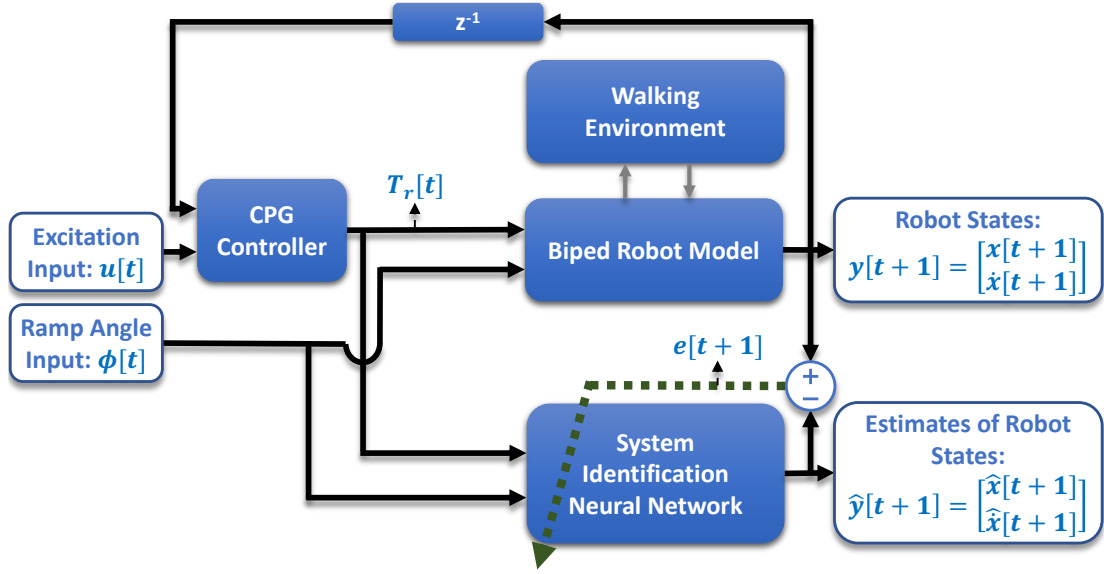 z⁻¹
Walking
Environment
T_r[t]
CPG
Controller
Excitation
Input: u[t]
Biped Robot Model
Robot States:
y[t + 1] = [x[t + 1]
ẋ[t + 1]]
Ramp Angle
Input: ϕ[t]
e[t + 1]
+
−
System
Identification
Neural Network
Estimates of Robot
States:
ŷ[t + 1] = [x̂[t + 1]
ẋ̂[t + 1]]